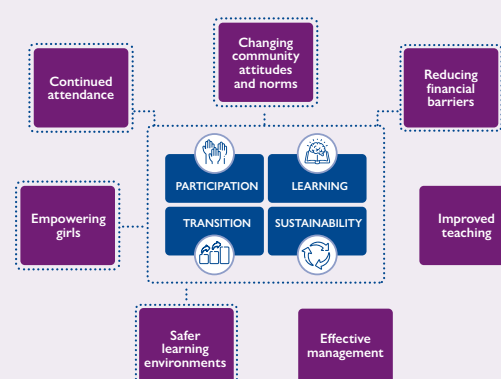 Changing
community
attitudes
and norms
Continued
attendance
Reducing
financial
barriers
PARTICIPATION
LEARNING
Empowering
girls
TRANSITION
SUSTAINABILITY
Improved
teaching
Safer
learning
environments
Effective
management